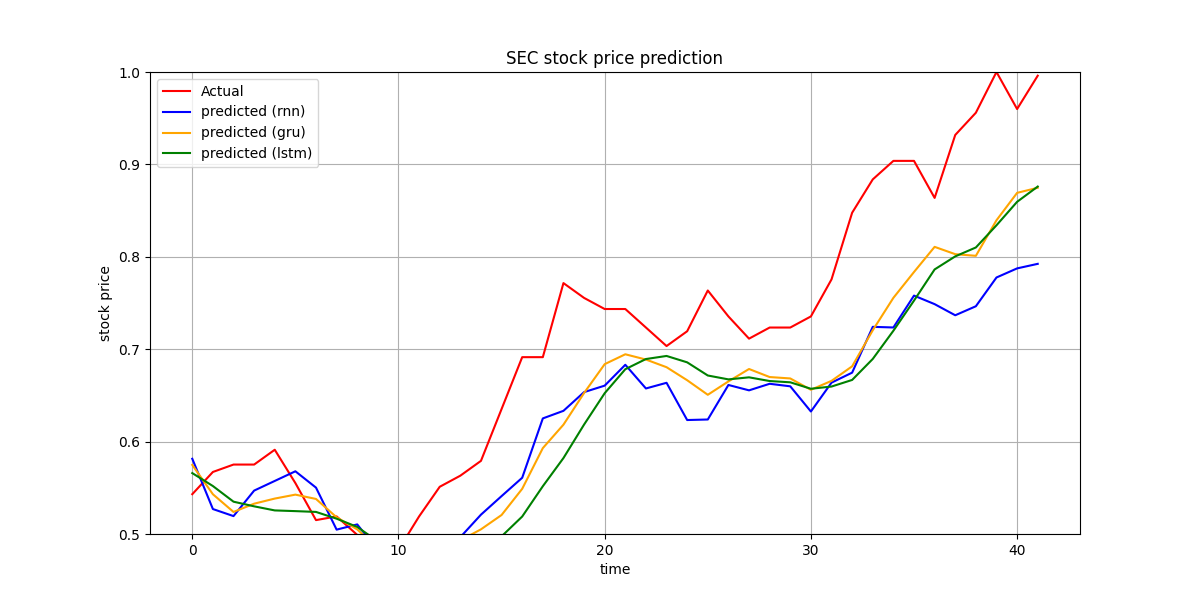 SEC stock price prediction
Actual
predicted (rnn)
predicted (gru)
predicted (lstm)
1.0
0.9
0.8
0.7
0.6
0.5
stock price
0
10
20
30
40
time